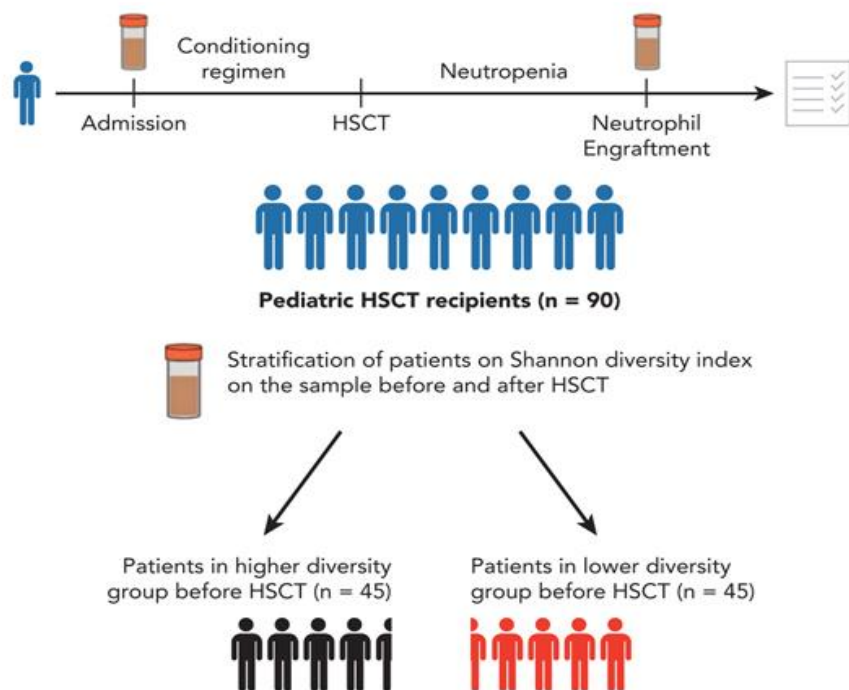 Conditioning
regimen
Neutropenia
Admission
HSCT
Neutrophil
Engraftment
Pediatric HSCT recipients (n = 90)
Stratification of patients on Shannon diversity index
on the sample before and after HSCT
Patients in higher diversity
group before HSCT (n = 45)
Patients in lower diversity
group before HSCT (n = 45)